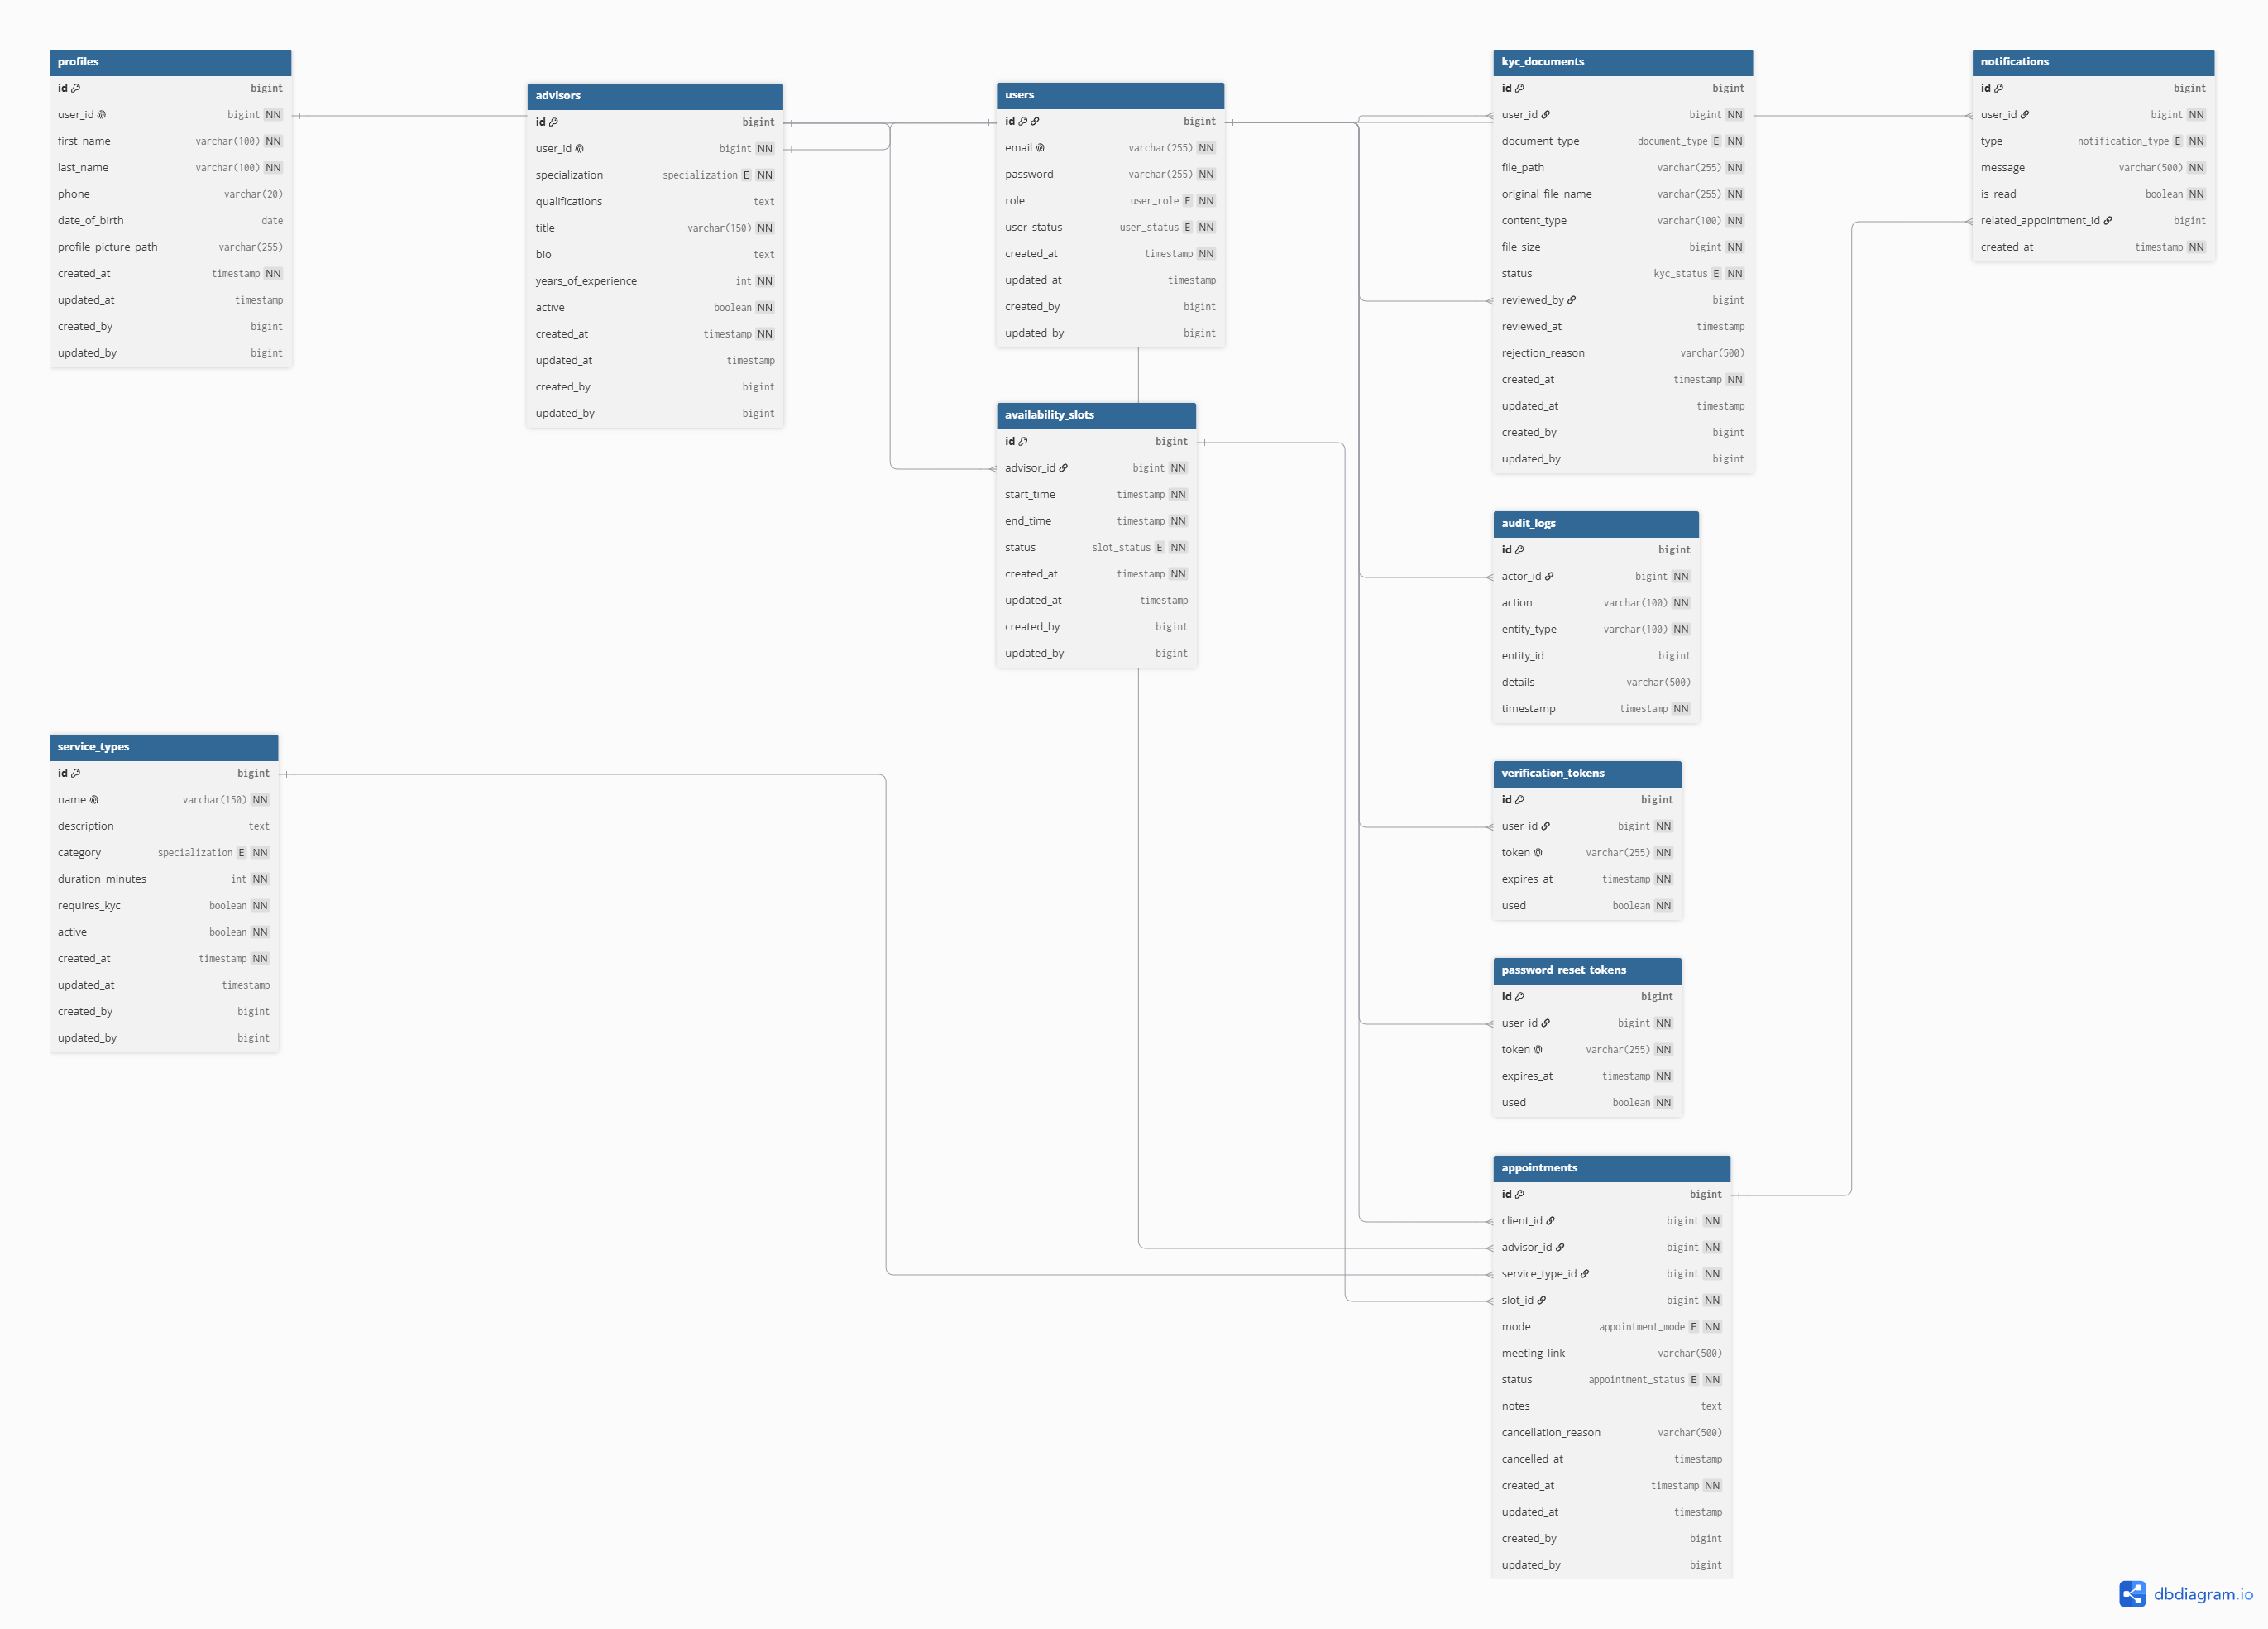 profiles
id bigint
user_id bigint NN
first_name varchar(100) NN
last_name varchar(100) NN
phone varchar(20)
date_of_birth date
profile_picture_path varchar(255)
created_at timestamp NN
updated_at timestamp
created_by bigint
updated_by bigint
advisors
id bigint
user_id bigint NN
specialization specialization E NN
qualifications text
title varchar(150) NN
bio text
years_of_experience int NN
active boolean NN
created_at timestamp NN
updated_at timestamp
created_by bigint
updated_by bigint
users
id bigint
email varchar(255) NN
password varchar(255) NN
role user_role E NN
user_status user_status E NN
created_at timestamp NN
updated_at timestamp
created_by bigint
updated_by bigint
kyc_documents
id bigint
user_id bigint NN
document_type document_type E NN
file_path varchar(255) NN
original_file_name varchar(255) NN
content_type varchar(100) NN
file_size bigint NN
status kyc_status E NN
reviewed_by bigint
reviewed_at timestamp
rejection_reason varchar(500)
created_at timestamp NN
updated_at timestamp
created_by bigint
updated_by bigint
notifications
id bigint
user_id bigint NN
type notification_type E NN
message varchar(500) NN
is_read boolean NN
related_appointment_id bigint
created_at timestamp NN
availability_slots
id bigint
advisor_id bigint NN
start_time timestamp NN
end_time timestamp NN
status slot_status E NN
created_at timestamp NN
updated_at timestamp
created_by bigint
updated_by bigint
audit_logs
id bigint
actor_id bigint NN
action varchar(100) NN
entity_type varchar(100) NN
entity_id bigint
details varchar(500)
timestamp timestamp NN
service_types
id bigint
name varchar(150) NN
description text
category specialization E NN
duration_minutes int NN
requires_kyc boolean NN
active boolean NN
created_at timestamp NN
updated_at timestamp
created_by bigint
updated_by bigint
verification_tokens
id bigint
user_id bigint NN
token varchar(255) NN
expires_at timestamp NN
used boolean NN
password_reset_tokens
id bigint
user_id bigint NN
token varchar(255) NN
expires_at timestamp NN
used boolean NN
appointments
id bigint
client_id bigint NN
advisor_id bigint NN
service_type_id bigint NN
slot_id bigint NN
mode appointment_mode E NN
meeting_link varchar(500)
status appointment_status E NN
notes text
cancellation_reason varchar(500)
cancelled_at timestamp
created_at timestamp NN
updated_at timestamp
created_by bigint
updated_by bigint
dbdiagram.io